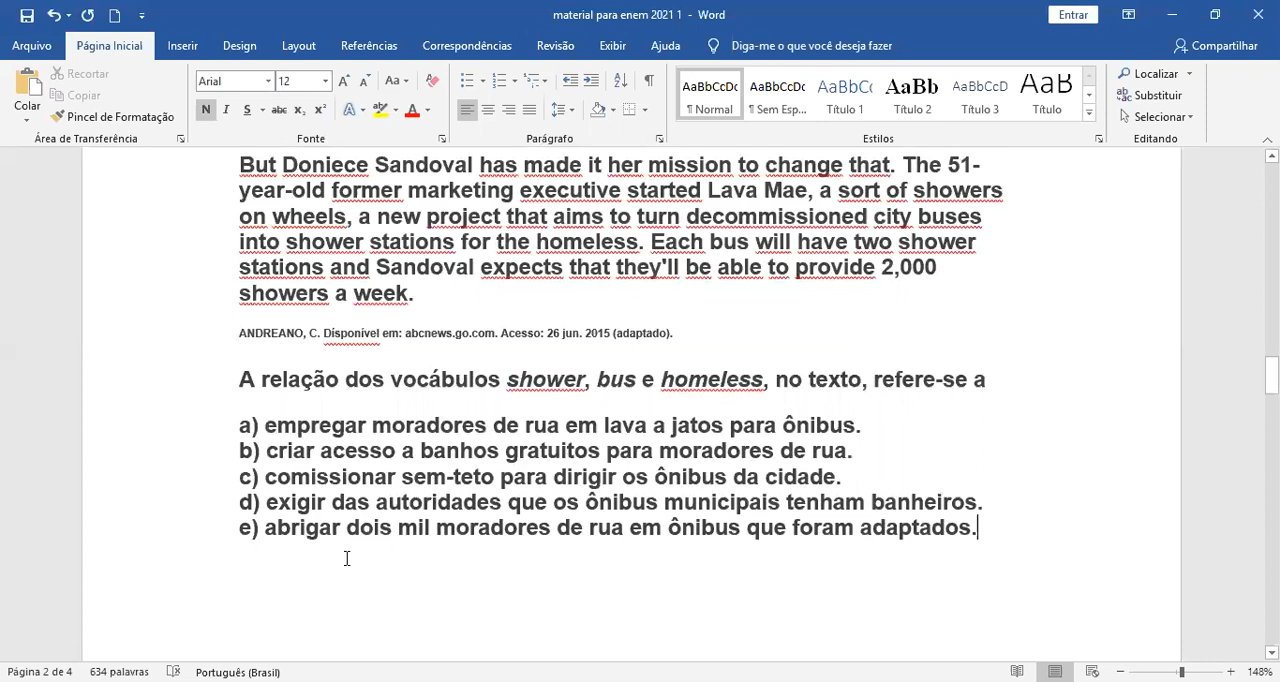 material para enem 2021 1 - Word
Entrar
Arquivo Página Inicial Inserir Design Layout Referências Correspondências Revisão Exibir Ajuda Diga-me o que você deseja fazer Compartilhar
Colar
Recortar
Copiar
Pincel de Formatação
Área de Transferência
Arial 12
N I S abc x₂ x²
Fonte
Parágrafo
AaBbCcDc AaBbCcDc AaBbC AaBb AaBbCcD AaB
¶ Normal ¶ Sem Esp... Título 1 Título 2 Título 3 Título
Estilos
Localizar
Substituir
Selecionar
Editando
But Doniece Sandoval has made it her mission to change that. The 51-
year-old former marketing executive started Lava Mae, a sort of showers
on wheels, a new project that aims to turn decommissioned city buses
into shower stations for the homeless. Each bus will have two shower
stations and Sandoval expects that they'll be able to provide 2,000
showers a week.
ANDREANO, C. Disponível em: abcnews.go.com. Acesso: 26 jun. 2015 (adaptado).
A relação dos vocábulos shower, bus e homeless, no texto, refere-se a
a) empregar moradores de rua em lava a jatos para ônibus.
b) criar acesso a banhos gratuitos para moradores de rua.
c) comissionar sem-teto para dirigir os ônibus da cidade.
d) exigir das autoridades que os ônibus municipais tenham banheiros.
e) abrigar dois mil moradores de rua em ônibus que foram adaptados.
Página 2 de 4 634 palavras Português (Brasil) 148%